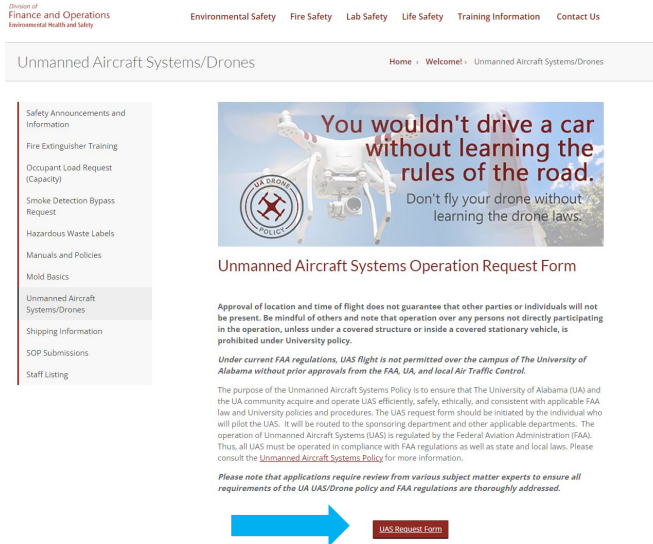 Division of
Finance and Operations
Environmental Health and Safety
Environmental Safety Fire Safety Lab Safety Life Safety Training Information Contact Us
Unmanned Aircraft Systems/Drones
Home › Welcome! › Unmanned Aircraft Systems/Drones
Safety Announcements and
Information
Fire Extinguisher Training
Occupant Load Request
(Capacity)
Smoke Detection Bypass
Request
Hazardous Waste Labels
Manuals and Policies
Mold Basics
Unmanned Aircraft
Systems/Drones
Shipping Information
SOP Submissions
Staff Listing
You wouldn't drive a car
without learning the
rules of the road.
Don't fly your drone without
learning the drone laws.
UA DRONE
POLICY
Unmanned Aircraft Systems Operation Request Form
Approval of location and time of flight does not guarantee that other parties or individuals will not
be present. Be mindful of others and note that operation over any persons not directly participating
in the operation, unless under a covered structure or inside a covered stationary vehicle, is
prohibited under University policy.
Under current FAA regulations, UAS flight is not permitted over the campus of The University of
Alabama without prior approvals from the FAA, UA, and local Air Traffic Control.
The purpose of the Unmanned Aircraft Systems Policy is to ensure that The University of Alabama (UA) and
the UA community acquire and operate UAS efficiently, safely, ethically, and consistent with applicable FAA
law and University policies and procedures. The UAS request form should be initiated by the individual who
will pilot the UAS. It will be routed to the sponsoring department and other applicable departments. The
operation of Unmanned Aircraft Systems (UAS) is regulated by the Federal Aviation Administration (FAA).
Thus, all UAS must be operated in compliance with FAA regulations as well as state and local laws. Please
consult the Unmanned Aircraft Systems Policy for more information.
Please note that applications require review from various subject matter experts to ensure all
requirements of the UA UAS/Drone policy and FAA regulations are thoroughly addressed.
UAS Request Form